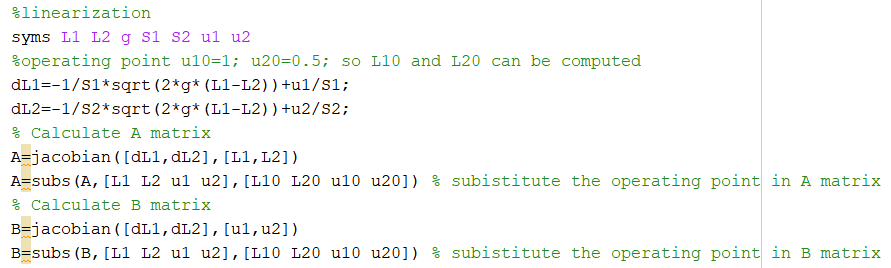 %linearization
syms L1 L2 g S1 S2 u1 u2
%operating point u10=1; u20=0.5; so L10 and L20 can be computed
dL1=-1/S1*sqrt(2*g*(L1-L2))+u1/S1;
dL2=-1/S2*sqrt(2*g*(L1-L2))+u2/S2;
% Calculate A matrix
A=jacobian([dL1,dL2],[L1,L2])
A=subs(A,[L1 L2 u1 u2],[L10 L20 u10 u20]) % subistitute the operating point in A matrix
% Calculate B matrix
B=jacobian([dL1,dL2],[u1,u2])
B=subs(B,[L1 L2 u1 u2],[L10 L20 u10 u20]) % subistitute the operating point in B matrix